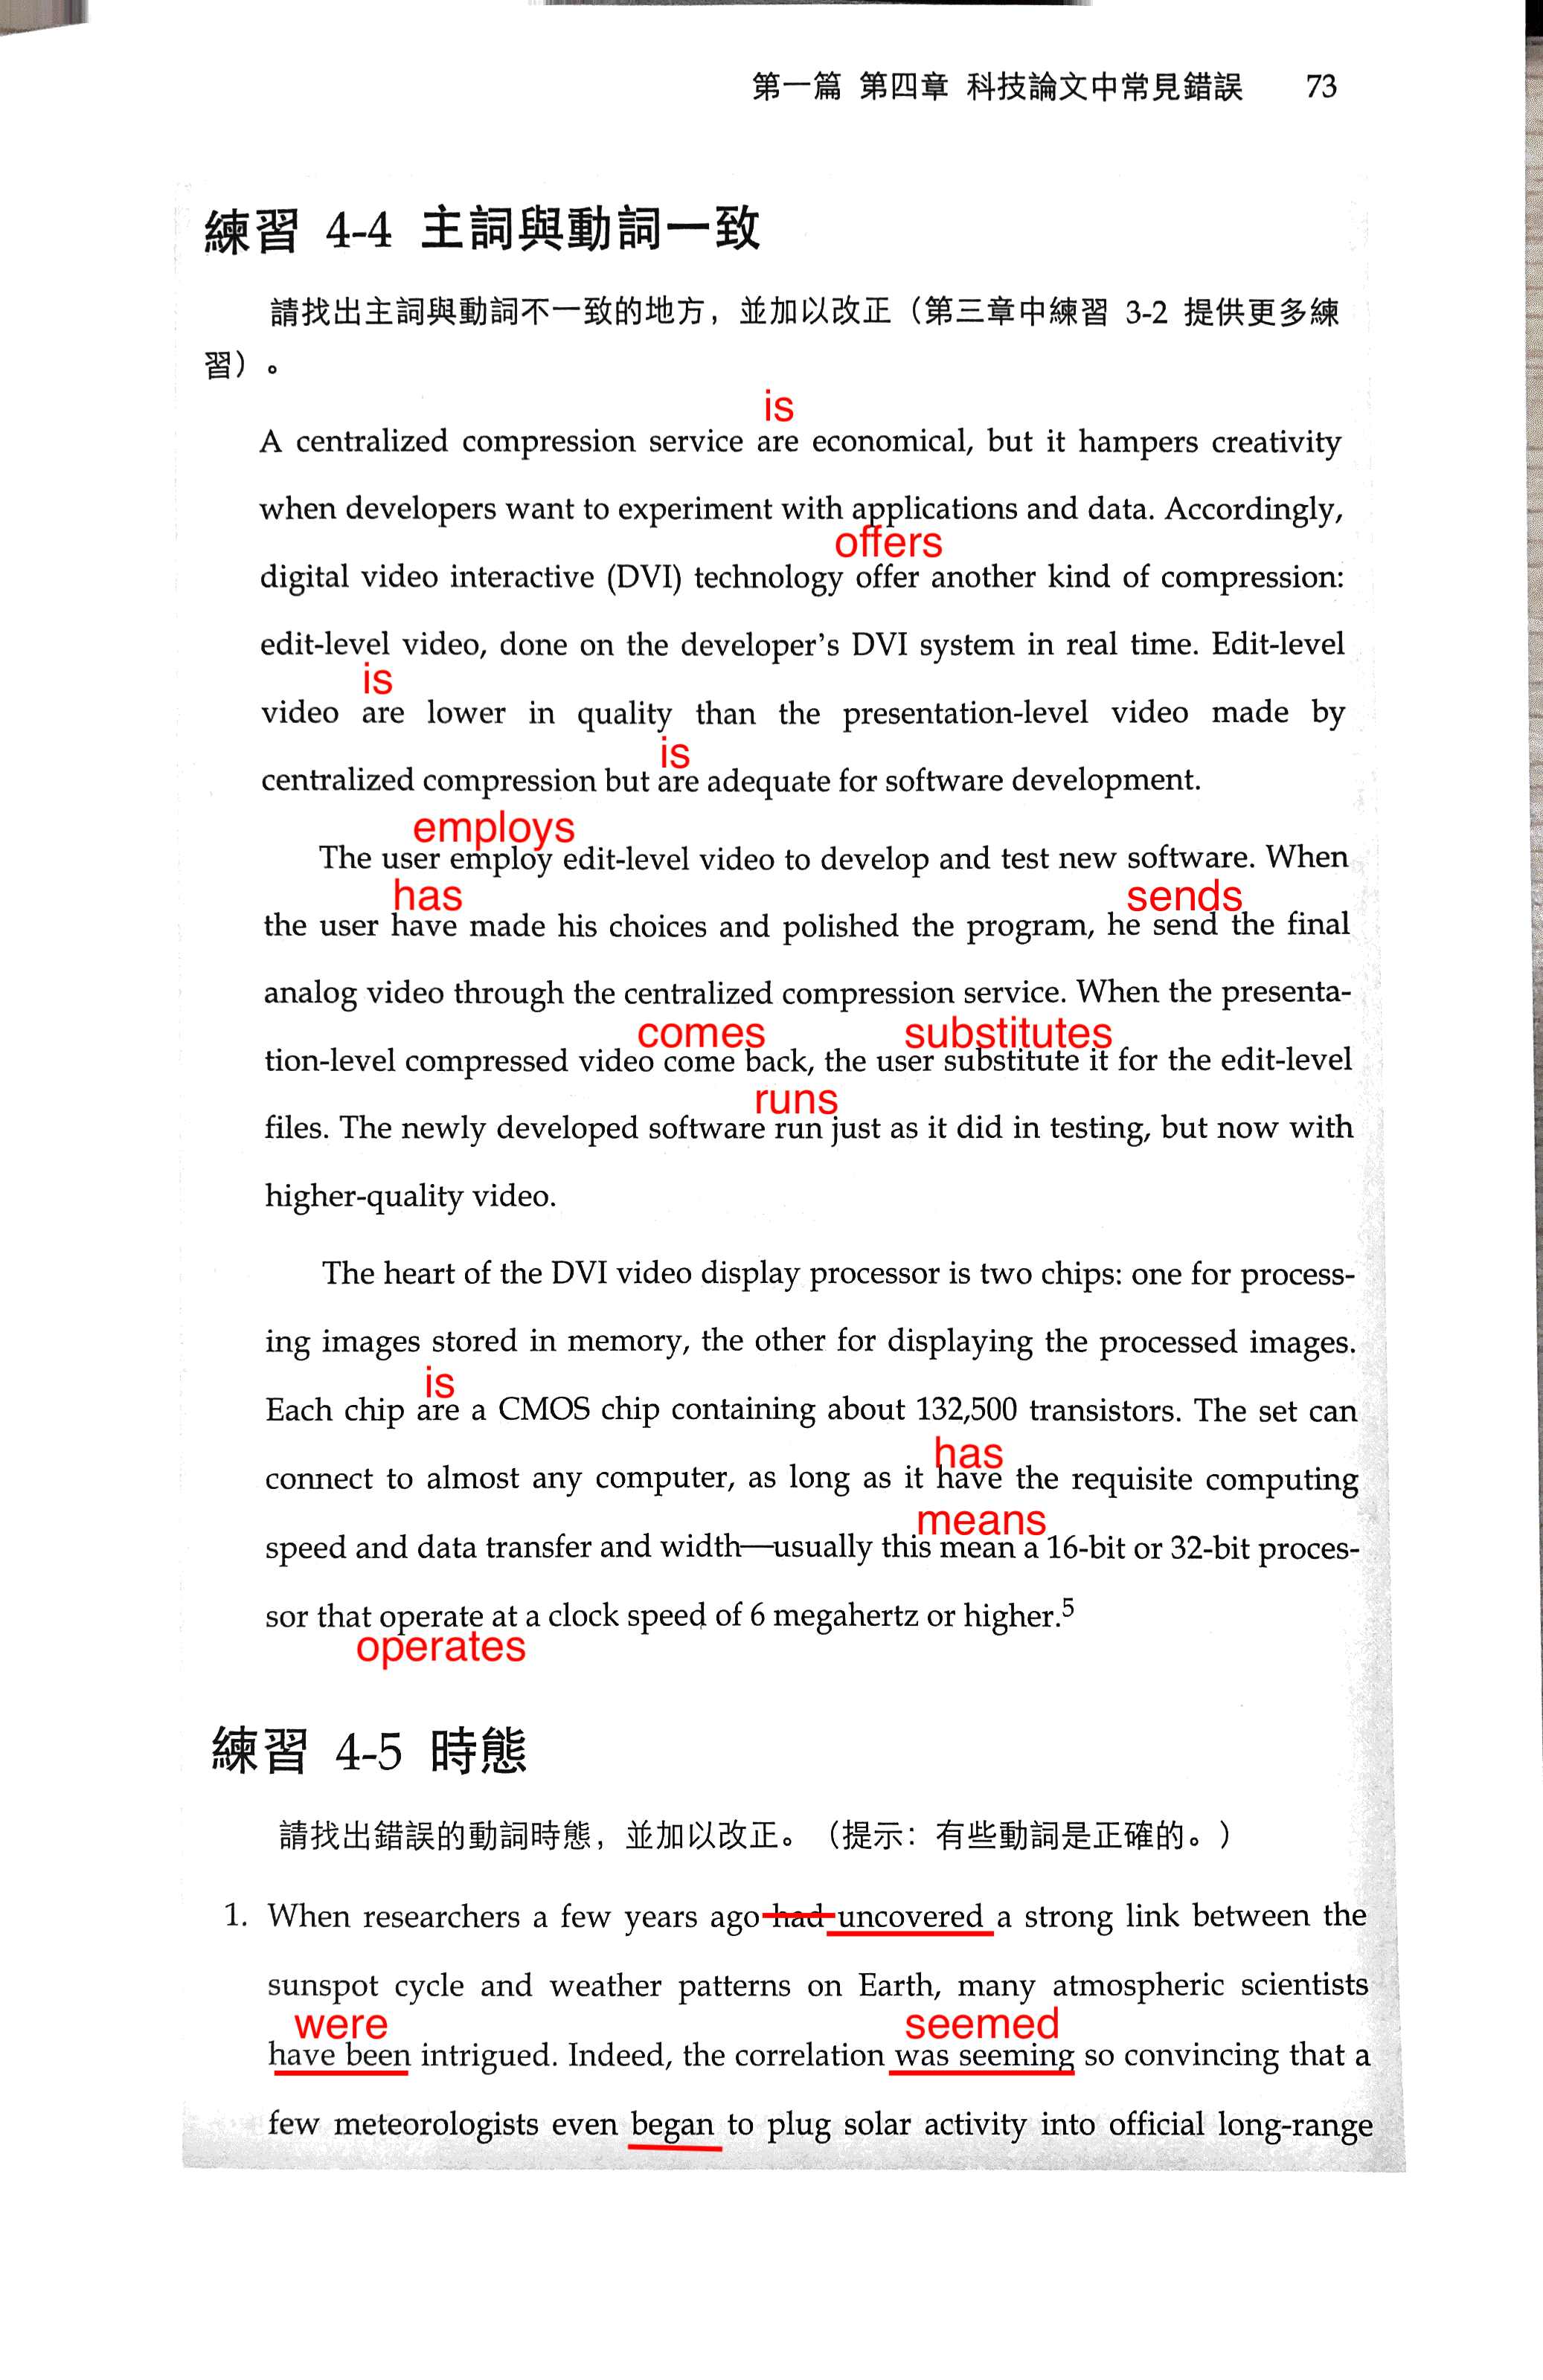 第一篇 第四章 科技論文中常見錯誤 73
練習 4-4 主詞與動詞一致
請找出主詞與動詞不一致的地方，並加以改正（第三章中練習 3-2 提供更多練
習）。
is
A centralized compression service are economical, but it hampers creativity
when developers want to experiment with applications and data. Accordingly,
offers
digital video interactive (DVI) technology offer another kind of compression:
edit-level video, done on the developer's DVI system in real time. Edit-level
is
video are lower in quality than the presentation-level video made by
is
centralized compression but are adequate for software development.
employs
The user employ edit-level video to develop and test new software. When
has sends
the user have made his choices and polished the program, he send the final
analog video through the centralized compression service. When the presenta-
comes substitutes
tion-level compressed video come back, the user substitute it for the edit-level
runs
files. The newly developed software run just as it did in testing, but now with
higher-quality video.
The heart of the DVI video display processor is two chips: one for process-
ing images stored in memory, the other for displaying the processed images.
is
Each chip are a CMOS chip containing about 132,500 transistors. The set can
has
connect to almost any computer, as long as it have the requisite computing
means
speed and data transfer and width—usually this mean a 16-bit or 32-bit proces-
sor that operate at a clock speed of 6 megahertz or higher.5
operates
練習 4-5 時態
請找出錯誤的動詞時態，並加以改正。（提示：有些動詞是正確的。）
1. When researchers a few years ago had uncovered a strong link between the
sunspot cycle and weather patterns on Earth, many atmospheric scientists
were seemed
have been intrigued. Indeed, the correlation was seeming so convincing that a
few meteorologists even began to plug solar activity into official long-range